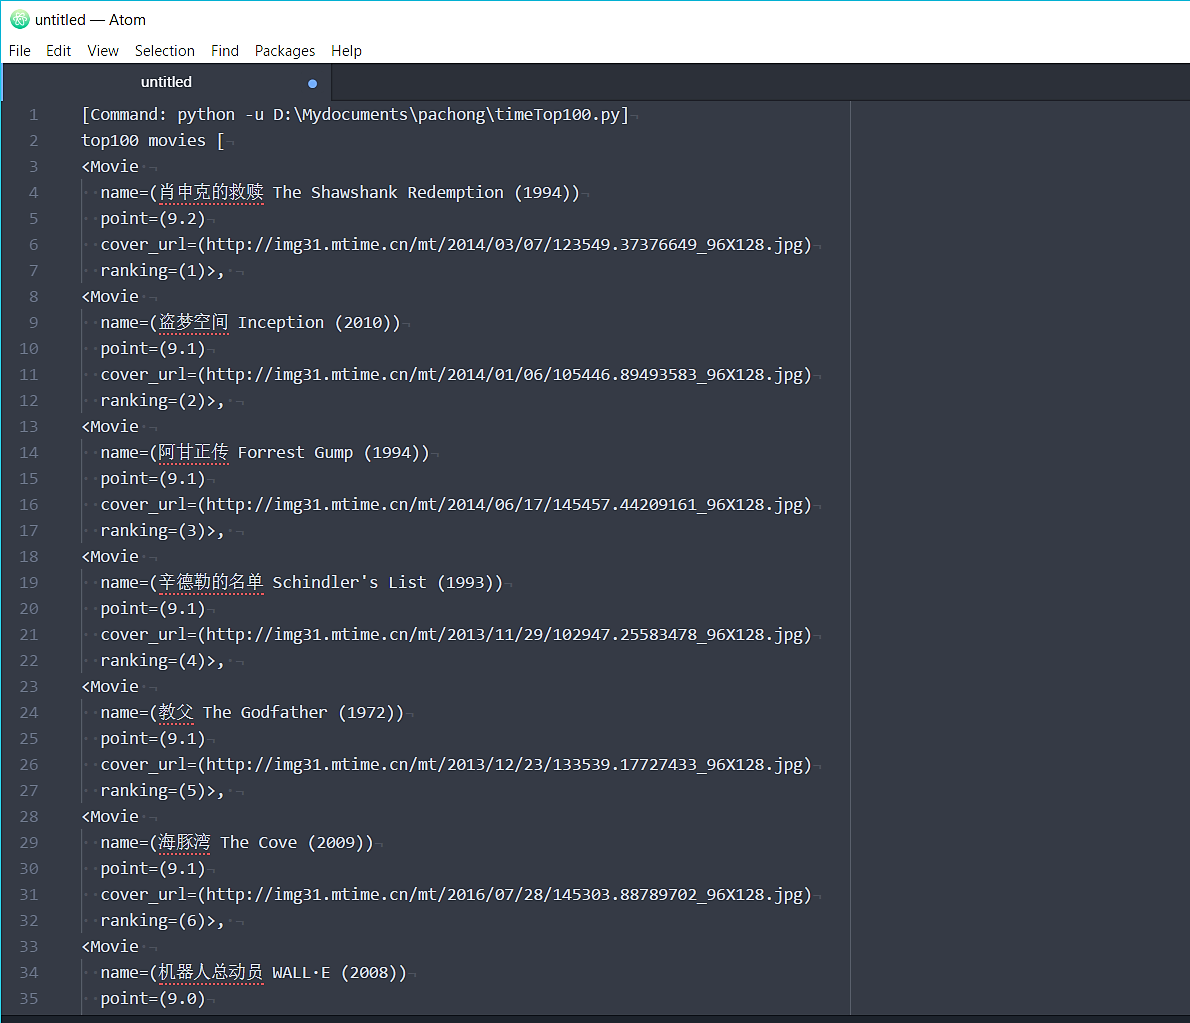 untitled — Atom
File Edit View Selection Find Packages Help
untitled
1 [Command: python -u D:\Mydocuments\pachong\timeTop100.py]
2 top100 movies [
3 <Movie
4 name=(肖申克的救赎 The Shawshank Redemption (1994))
5 point=(9.2)
6 cover_url=(http://img31.mtime.cn/mt/2014/03/07/123549.37376649_96X128.jpg)
7 ranking=(1)>,
8 <Movie
9 name=(盗梦空间 Inception (2010))
10 point=(9.1)
11 cover_url=(http://img31.mtime.cn/mt/2014/01/06/105446.89493583_96X128.jpg)
12 ranking=(2)>,
13 <Movie
14 name=(阿甘正传 Forrest Gump (1994))
15 point=(9.1)
16 cover_url=(http://img31.mtime.cn/mt/2014/06/17/145457.44209161_96X128.jpg)
17 ranking=(3)>,
18 <Movie
19 name=(辛德勒的名单 Schindler's List (1993))
20 point=(9.1)
21 cover_url=(http://img31.mtime.cn/mt/2013/11/29/102947.25583478_96X128.jpg)
22 ranking=(4)>,
23 <Movie
24 name=(教父 The Godfather (1972))
25 point=(9.1)
26 cover_url=(http://img31.mtime.cn/mt/2013/12/23/133539.17727433_96X128.jpg)
27 ranking=(5)>,
28 <Movie
29 name=(海豚湾 The Cove (2009))
30 point=(9.1)
31 cover_url=(http://img31.mtime.cn/mt/2016/07/28/145303.88789702_96X128.jpg)
32 ranking=(6)>,
33 <Movie
34 name=(机器人总动员 WALL·E (2008))
35 point=(9.0)